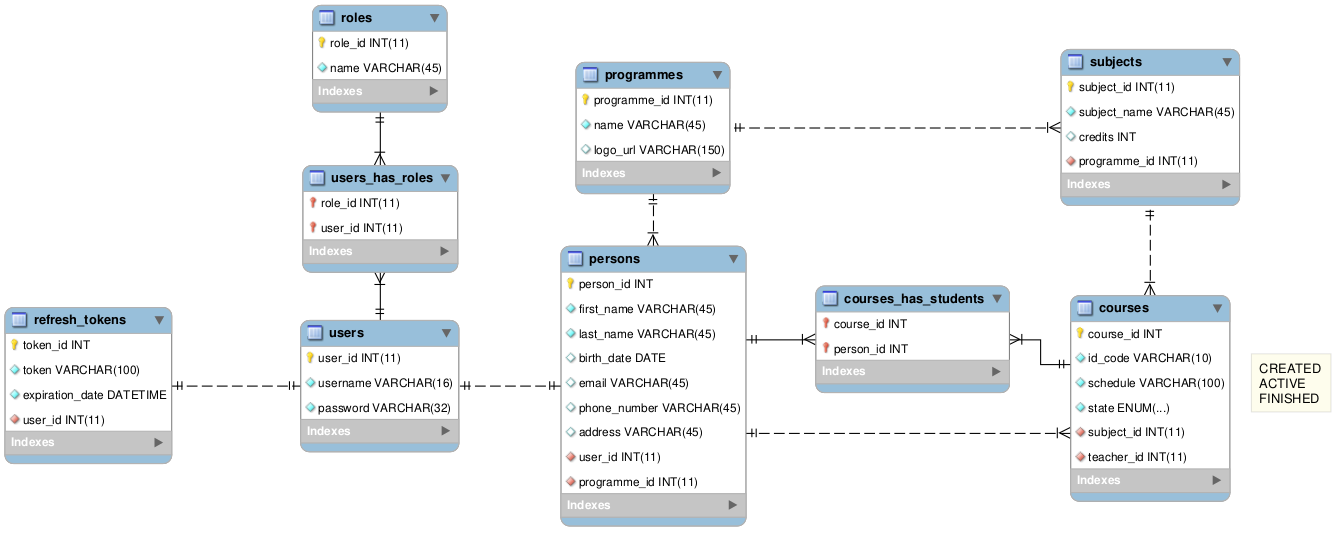 roles
role_id INT(11)
name VARCHAR(45)
Indexes
programmes
programme_id INT(11)
name VARCHAR(45)
logo_url VARCHAR(150)
Indexes
subjects
subject_id INT(11)
subject_name VARCHAR(45)
credits INT
programme_id INT(11)
Indexes
users_has_roles
role_id INT(11)
user_id INT(11)
Indexes
refresh_tokens
token_id INT
token VARCHAR(100)
expiration_date DATETIME
user_id INT(11)
Indexes
users
user_id INT(11)
username VARCHAR(16)
password VARCHAR(32)
Indexes
persons
person_id INT
first_name VARCHAR(45)
last_name VARCHAR(45)
birth_date DATE
email VARCHAR(45)
phone_number VARCHAR(45)
address VARCHAR(45)
user_id INT(11)
programme_id INT(11)
Indexes
courses_has_students
course_id INT
person_id INT
Indexes
courses
course_id INT
id_code VARCHAR(10)
schedule VARCHAR(100)
state ENUM(...)
subject_id INT(11)
teacher_id INT(11)
Indexes
CREATED
ACTIVE
FINISHED